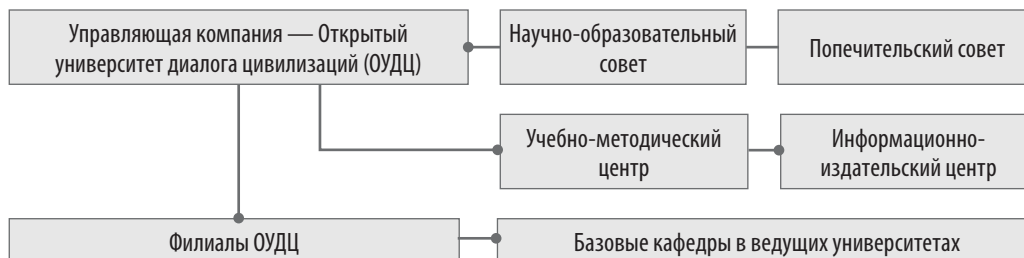 Управляющая компания — Открытый
университет диалога цивилизаций (ОУДЦ)
Научно-образовательный
совет
Попечительский совет
Учебно-методический
центр
Информационно-
издательский центр
Филиалы ОУДЦ
Базовые кафедры в ведущих университетах